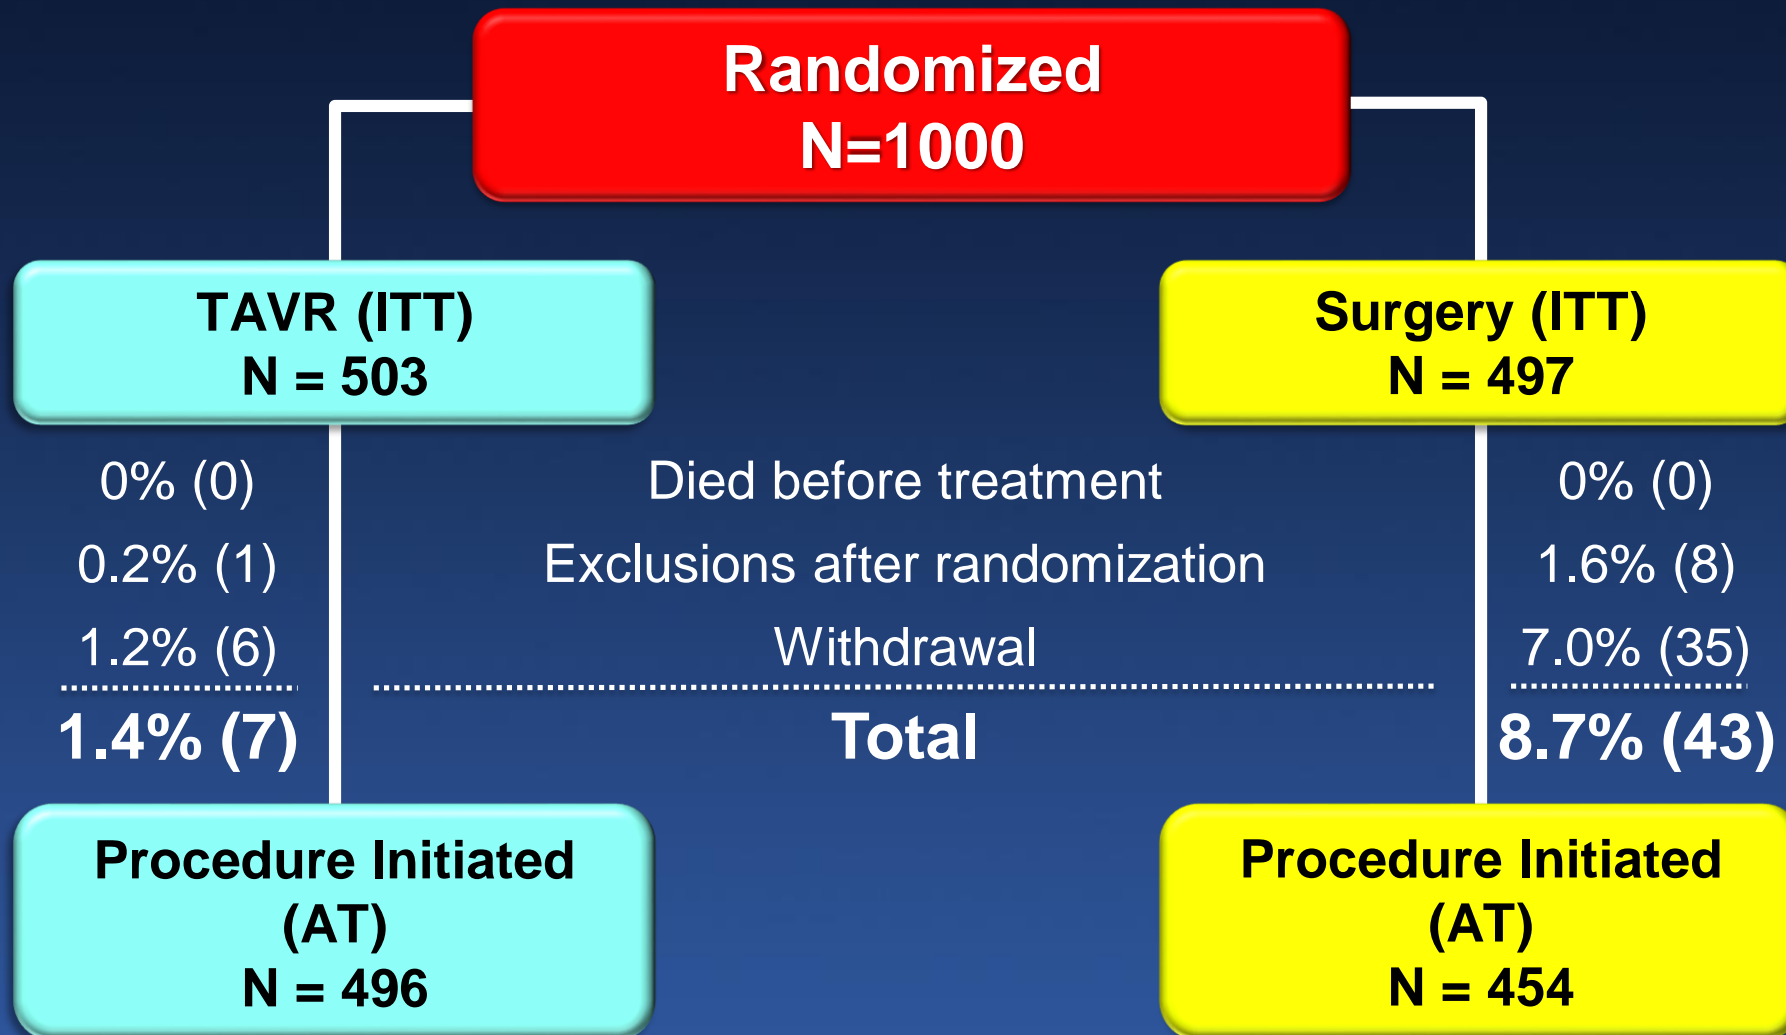 Randomized
N=1000
TAVR (ITT)
N = 503
Surgery (ITT)
N = 497
0% (0) Died before treatment 0% (0)
0.2% (1) Exclusions after randomization 1.6% (8)
1.2% (6) Withdrawal 7.0% (35)
1.4% (7) Total 8.7% (43)
Procedure Initiated
(AT)
N = 496
Procedure Initiated
(AT)
N = 454